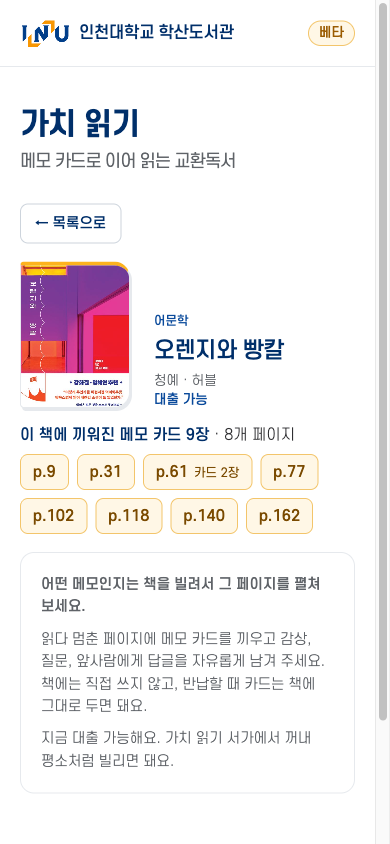 INU 인천대학교 학산도서관
베타
가치 읽기
메모 카드로 이어 읽는 교환독서
← 목록으로
어문학
오렌지와 빵칼
청예 · 허블
대출 가능
이 책에 끼워진 메모 카드 9장 · 8개 페이지
p.9
p.31
p.61 카드 2장
p.77
p.102
p.118
p.140
p.162
어떤 메모인지는 책을 빌려서 그 페이지를 펼쳐
보세요.
읽다 멈춘 페이지에 메모 카드를 끼우고 감상,
질문, 앞사람에게 답글을 자유롭게 남겨 주세요.
책에는 직접 쓰지 않고, 반납할 때 카드는 책에
그대로 두면 돼요.
지금 대출 가능해요. 가치 읽기 서가에서 꺼내
평소처럼 빌리면 돼요.